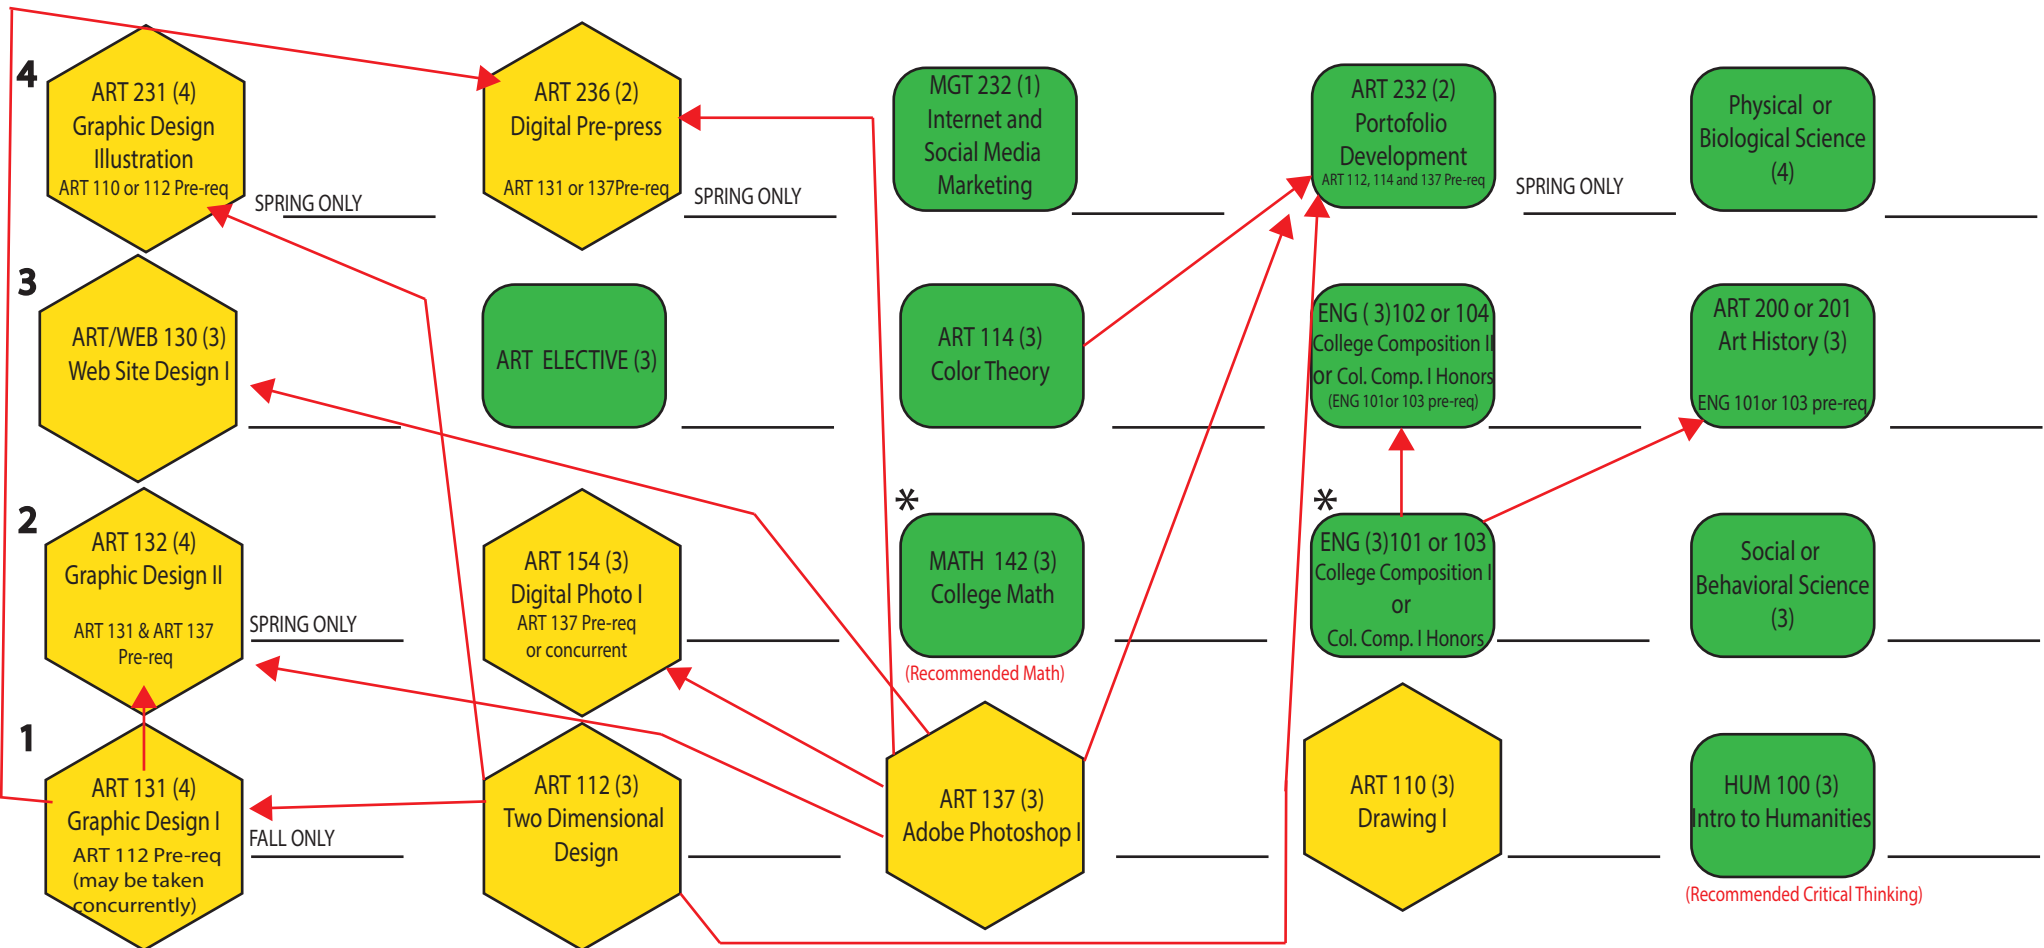 4
ART 231 (4)
Graphic Design
Illustration
ART 110 or 112 Pre-req
SPRING ONLY
ART 236 (2)
Digital Pre-press
ART 131 or 137Pre-req
SPRING ONLY
MGT 232 (1)
Internet and
Social Media
Marketing
ART 232 (2)
Portofolio
Development
ART 112, 114 and 137 Pre-req
SPRING ONLY
Physical or
Biological Science
(4)
3
ART/WEB 130 (3)
Web Site Design I
ART ELECTIVE (3)
ART 114 (3)
Color Theory
ENG ( 3)102 or 104
College Composition II
or Col. Comp. I Honors
(ENG 101or 103 pre-req)
ART 200 or 201
Art History (3)
ENG 101or 103 pre-req
2
ART 132 (4)
Graphic Design II
ART 131 & ART 137
Pre-req
SPRING ONLY
ART 154 (3)
Digital Photo I
ART 137 Pre-req
or concurrent
*
MATH 142 (3)
College Math
(Recommended Math)
*
ENG (3)101 or 103
College Composition I
or
Col. Comp. I Honors
Social or
Behavioral Science
(3)
1
ART 131 (4)
Graphic Design I
ART 112 Pre-req
(may be taken
concurrently)
FALL ONLY
ART 112 (3)
Two Dimensional
Design
ART 137 (3)
Adobe Photoshop I
ART 110 (3)
Drawing I
HUM 100 (3)
Intro to Humanities
(Recommended Critical Thinking)